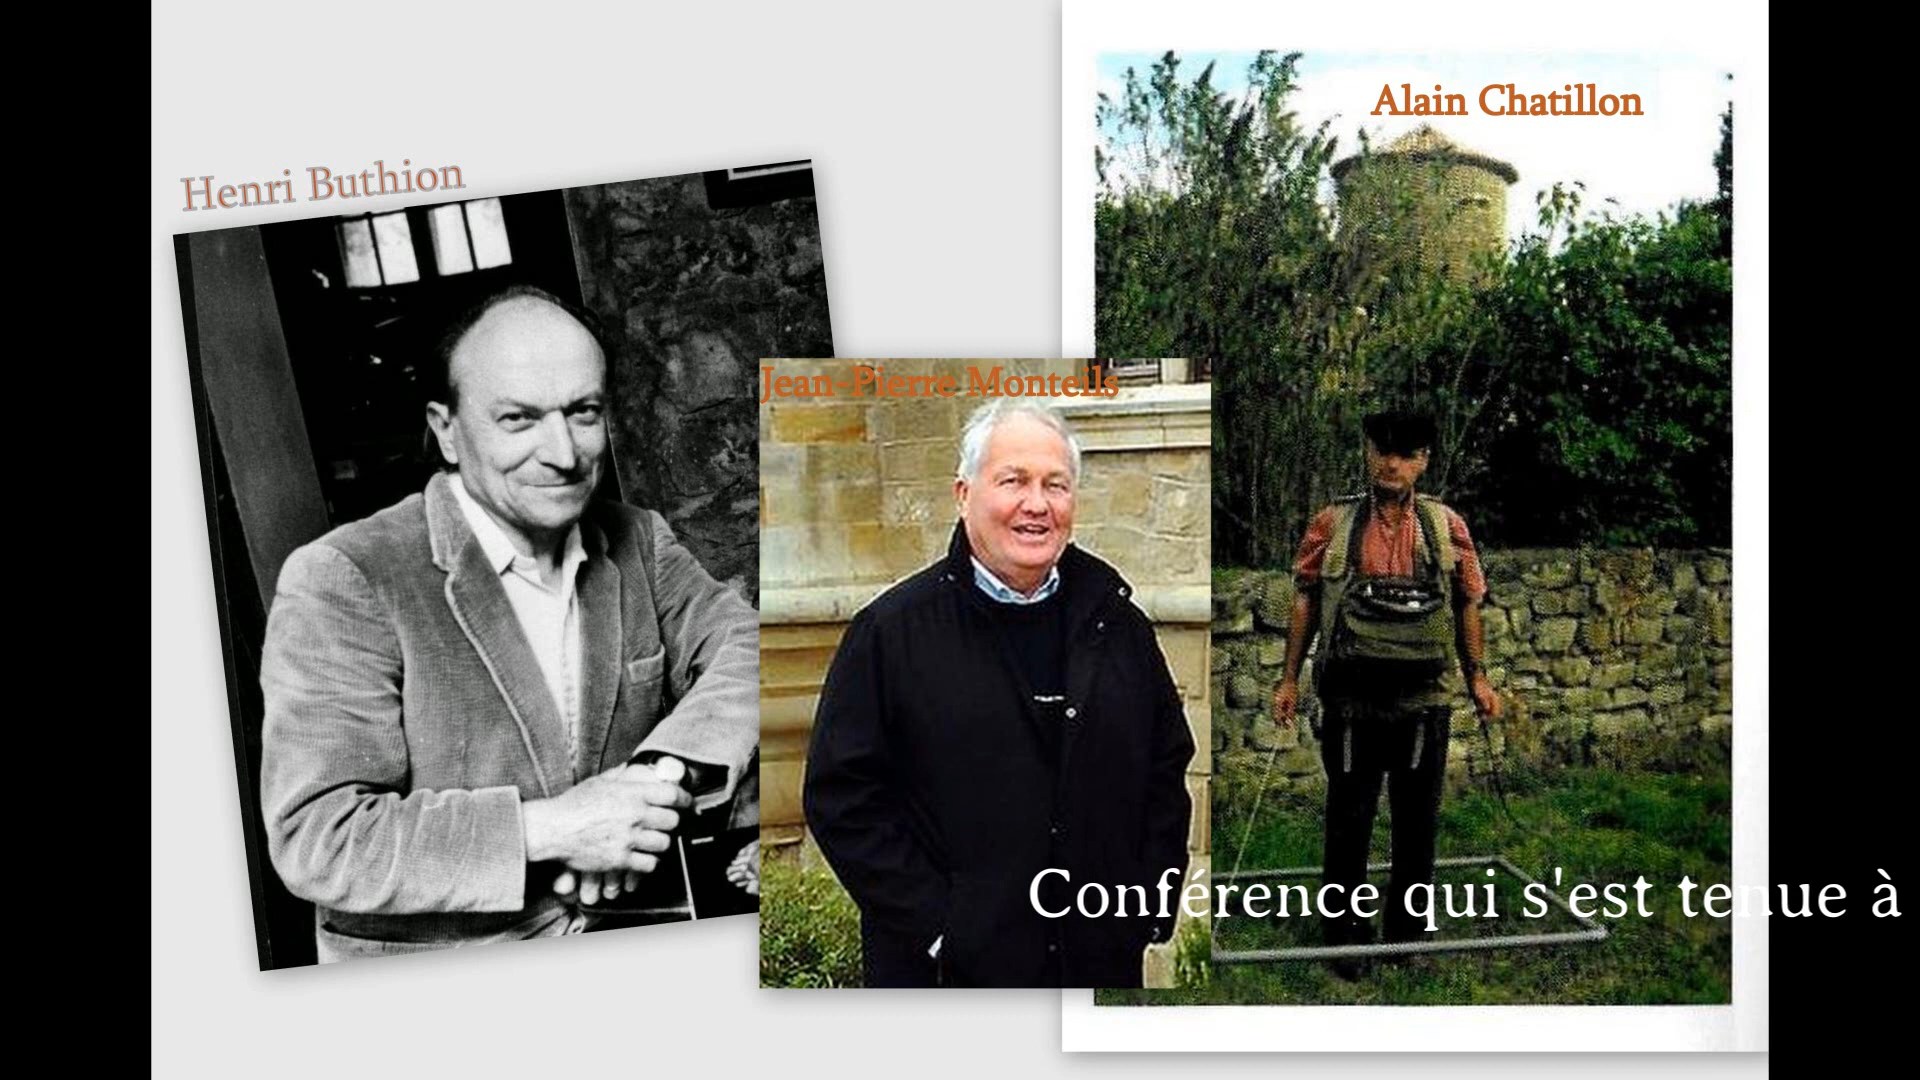 Henri Buthion
Jean-Pierre Monteils
Alain Chatillon
Conférence qui s'est tenue à